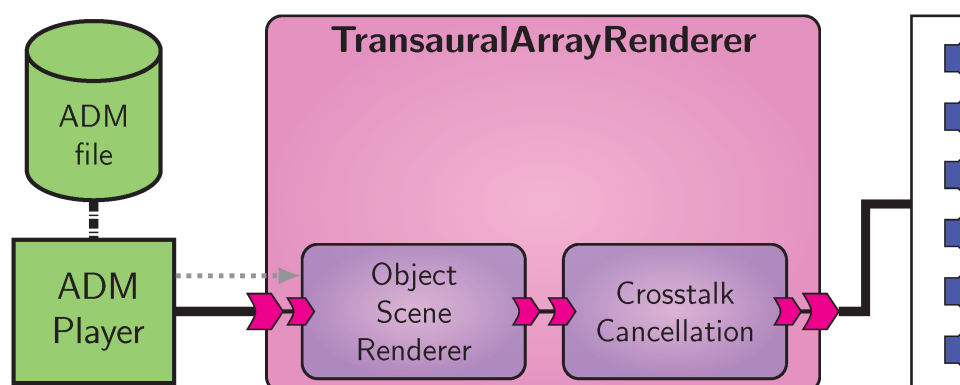 TransauralArrayRenderer
ADM
file
ADM
Player
Object
Scene
Renderer
Crosstalk
Cancellation